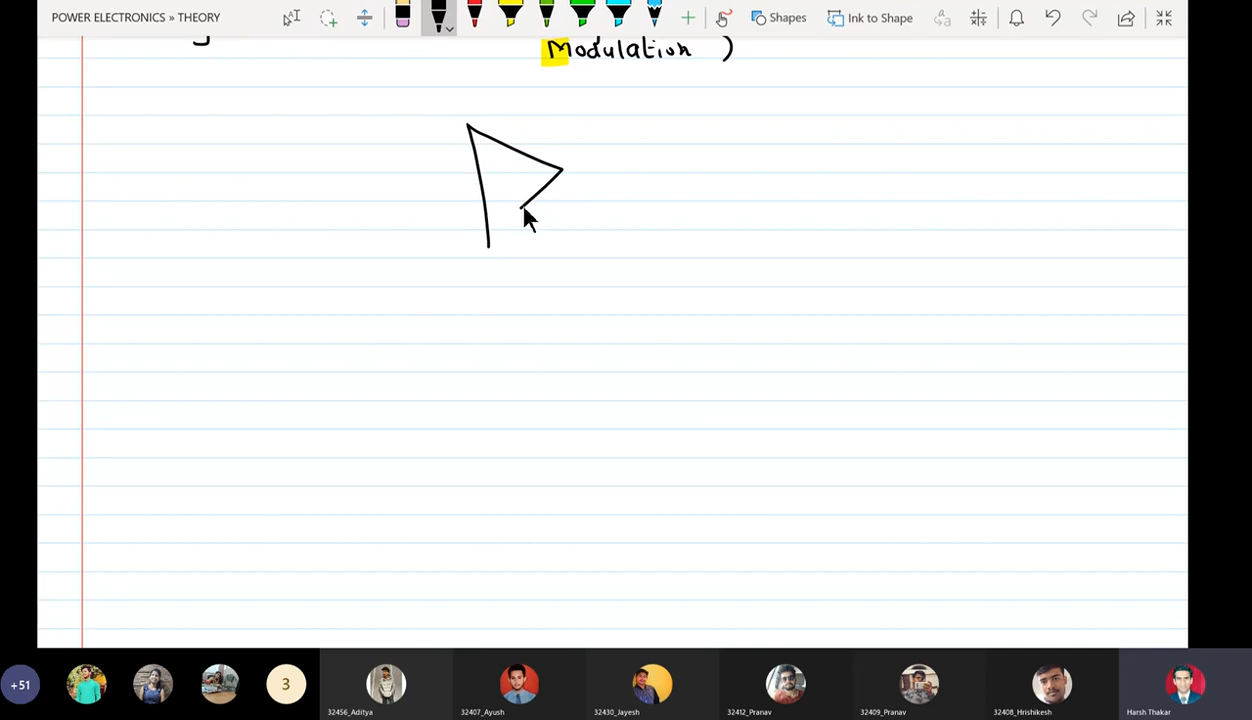 POWER ELECTRONICS » THEORY
Shapes
Ink to Shape
Modulation )
+51
3
32456_Aditya
32407_Ayush
32430_Jayesh
32412_Pranav
32409_Pranav
32408_Hrishikesh
Harsh Thakar